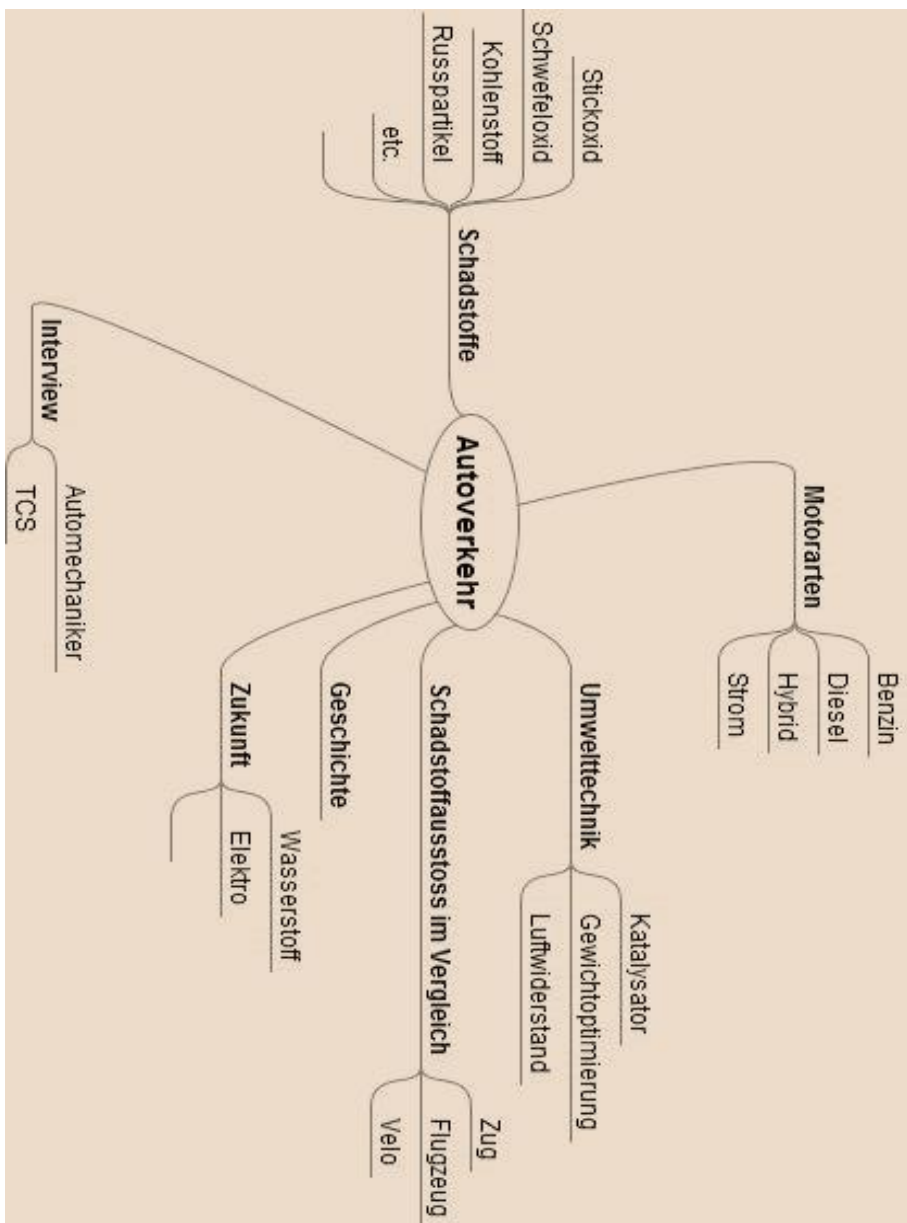 Autoverkehr
Motorarten
Benzin
Diesel
Hybrid
Strom
Umwelttechnik
Katalysator
Gewichtoptimierung
Luftwiderstand
Schadstoffausstoss im Vergleich
Zug
Flugzeug
Velo
Geschichte
Zukunft
Wasserstoff
Elektro
Schadstoffe
Stickoxid
Schwefeloxid
Kohlenstoff
Russpartikel
etc.
Interview
Automechaniker
TCS